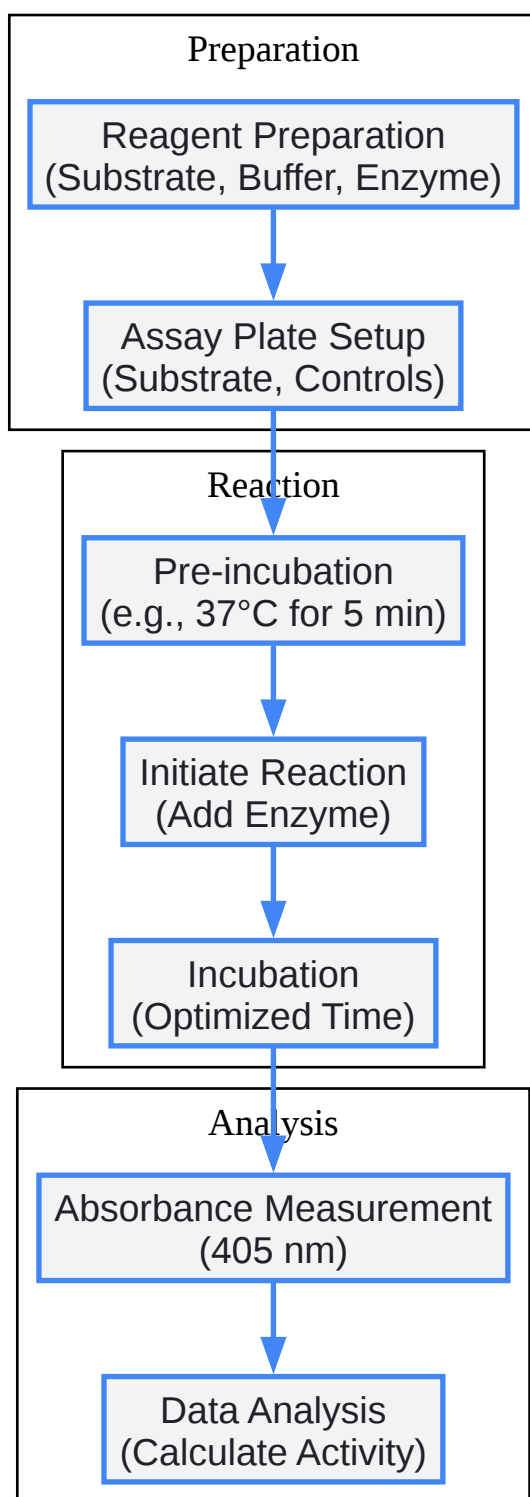 Preparation
Reagent Preparation
(Substrate, Buffer, Enzyme)
Assay Plate Setup
(Substrate, Controls)
Reaction
Pre-incubation
(e.g., 37°C for 5 min)
Initiate Reaction
(Add Enzyme)
Incubation
(Optimized Time)
Analysis
Absorbance Measurement
(405 nm)
Data Analysis
(Calculate Activity)